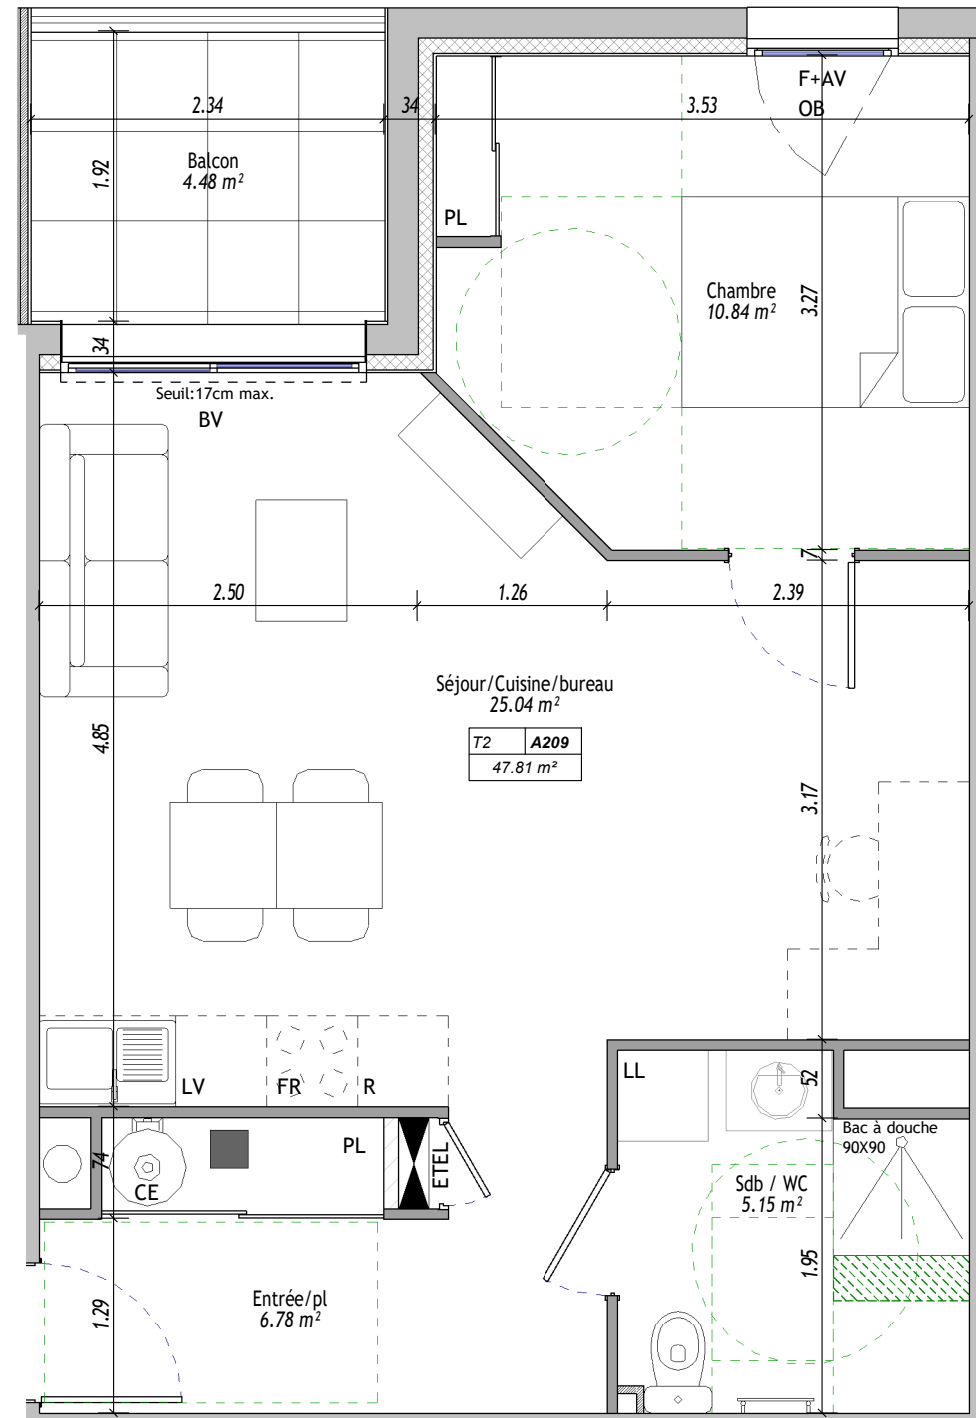 F+AV
OB
2.34
34
3.53
1.92
Balcon
4.48 m²
PL
Chambre
10.84 m²
3.27
34
Seuil:17cm max.
BV
7
2.50
1.26
2.39
Séjour/Cuisine/bureau
25.04 m²
T2
A209
47.81 m²
4.85
3.17
LV
FR
R
LL
52
Bac à douche
90X90
74
CE
PL
ETEL
Sdb / WC
5.15 m²
1.95
Entrée/pl
6.78 m²
1.29